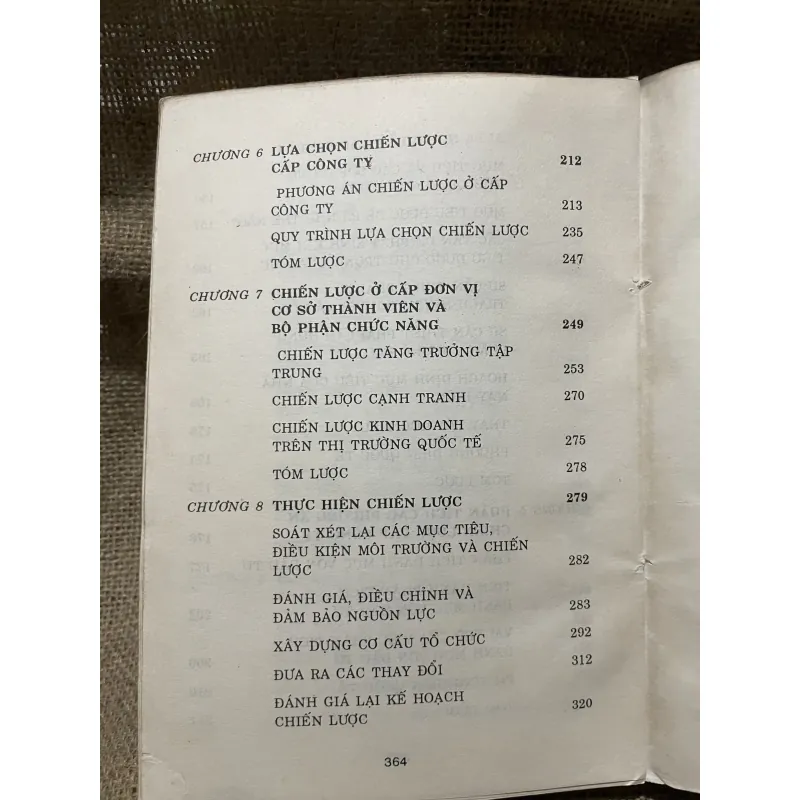 CHƯƠNG 6 LỰA CHỌN CHIẾN LƯỢC
CẤP CÔNG TY 212
PHƯƠNG ÁN CHIẾN LƯỢC Ở CẤP
CÔNG TY 213
QUY TRÌNH LỰA CHỌN CHIẾN LƯỢC 235
TÓM LƯỢC 247
CHƯƠNG 7 CHIẾN LƯỢC Ở CẤP ĐƠN VỊ
CƠ SỞ THÀNH VIÊN VÀ
BỘ PHẬN CHỨC NĂNG 249
CHIẾN LƯỢC TĂNG TRƯỞNG TẬP
TRUNG 253
CHIẾN LƯỢC CẠNH TRANH 270
CHIẾN LƯỢC KINH DOANH
TRÊN THỊ TRƯỜNG QUỐC TẾ 275
TÓM LƯỢC 278
CHƯƠNG 8 THỰC HIỆN CHIẾN LƯỢC 279
SOÁT XÉT LẠI CÁC MỤC TIÊU,
ĐIỀU KIỆN MÔI TRƯỜNG VÀ CHIẾN
LƯỢC 282
ĐÁNH GIÁ, ĐIỀU CHỈNH VÀ
ĐẢM BẢO NGUỒN LỰC 283
XÂY DỰNG CƠ CẤU TỔ CHỨC 292
ĐƯA RA CÁC THAY ĐỔI 312
ĐÁNH GIÁ LẠI KẾ HOẠCH
CHIẾN LƯỢC 320
364